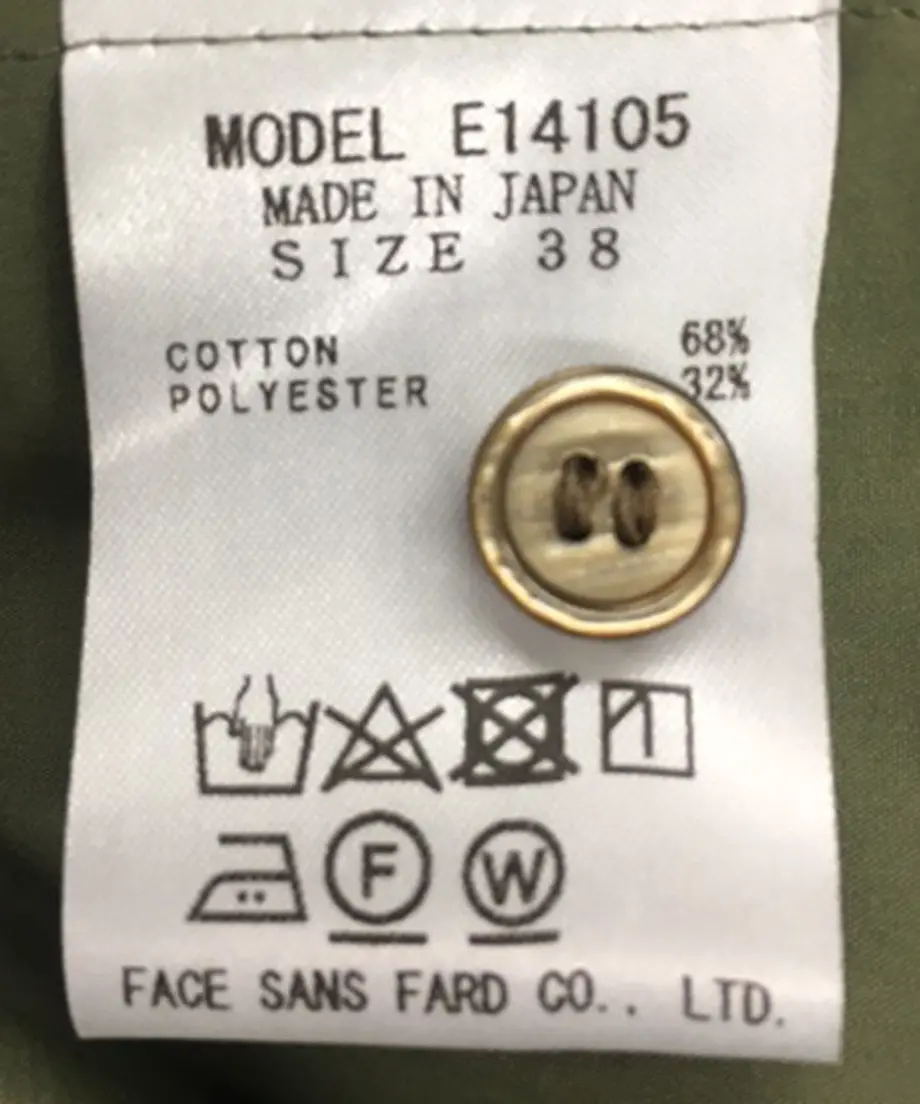 MODEL E14105
MADE IN JAPAN
SIZE 38
COTTON 68%
POLYESTER 32%
F W
FACE SANS FARD CO.. LTD.